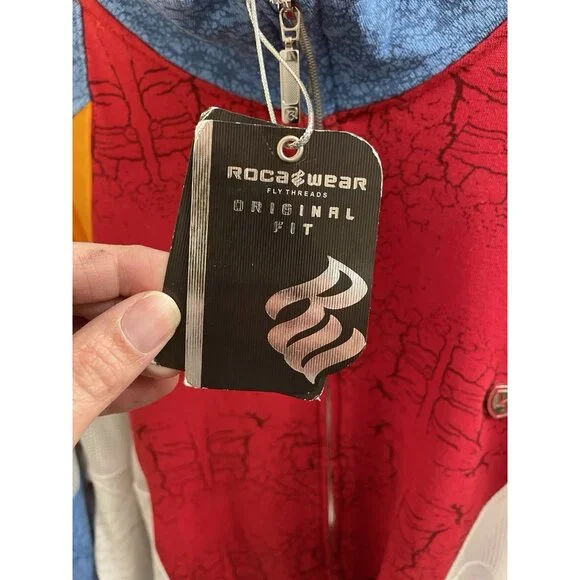 ROCA WEAR
FLY THREADS
ORIGINAL
FIT